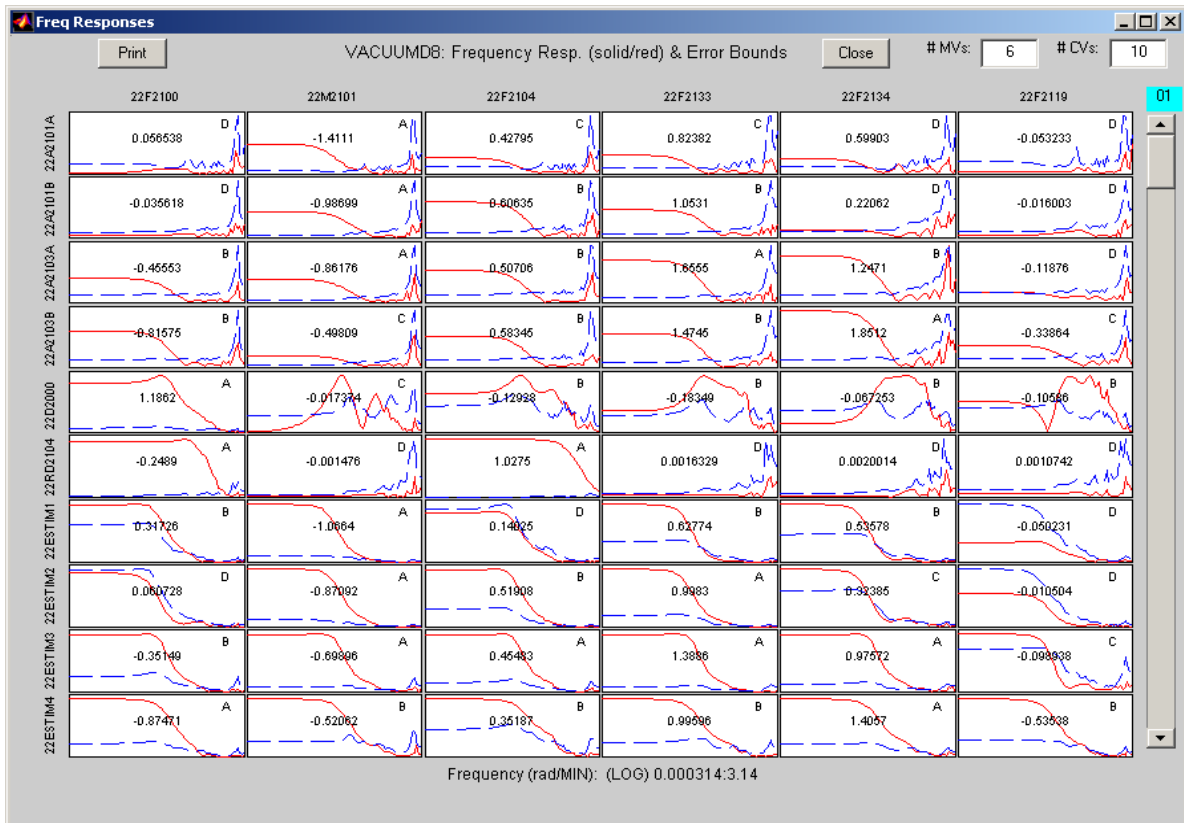 Freq Responses
Print VACUUMD8: Frequency Resp. (solid/red) & Error Bounds Close # MVs: 6 # CVs: 10
22F2100 22M2101 22F2104 22F2133 22F2134 22F2119 01
22A2101A 0.056538 D -1.4111 A 0.42795 C 0.82382 C 0.59903 D -0.053233 D
22A2101B -0.035618 D -0.98699 A 0.60635 B 1.0531 B 0.22062 D -0.016003 D
22A2103A -0.45553 B -0.86176 A 0.50706 B 1.6555 A 1.2471 B -0.11876 D
22A2103B -0.81575 B -0.49809 C 0.58345 B 1.4745 B 1.8512 A -0.33864 C
22D2000 1.1862 A -0.017374 C -0.12928 B -0.18349 B -0.067253 B -0.10586 B
22RD2104 -0.2489 A -0.001476 D 1.0275 A 0.0016329 D 0.0020014 D 0.0010742 D
22ESTIM1 0.31726 B -1.0664 A 0.14025 D 0.62774 B 0.53578 B -0.050231 D
22ESTIM2 0.060728 D -0.87092 A 0.51908 B 0.9983 A 0.32385 C -0.010504 D
22ESTIM3 -0.35149 B -0.69896 A 0.45483 A 1.3886 A 0.97572 A -0.098938 C
22ESTIM4 -0.87471 A -0.52062 B 0.35187 B 0.99596 B 1.4057 A -0.53538 B
Frequency (rad/MIN): (LOG) 0.000314:3.14